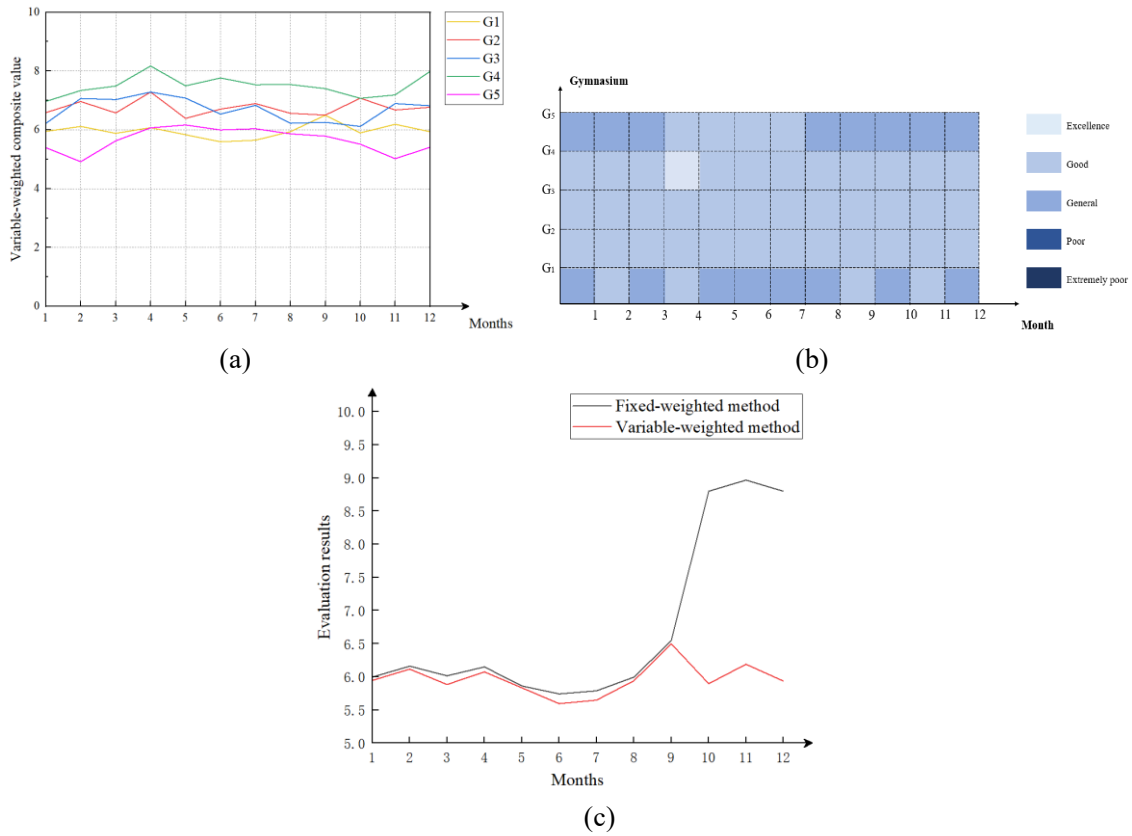 Variable-weighted composite value
10
8
6
4
2
0
1 2 3 4 5 6 7 8 9 10 11 12
Months
G1
G2
G3
G4
G5
(a)
Gymnasium
G5
G4
G3
G2
G1
1 2 3 4 5 6 7 8 9 10 11 12
Month
Excellence
Good
General
Poor
Extremely poor
(b)
Fixed-weighted method
Variable-weighted method
Evaluation results
10.0
9.5
9.0
8.5
8.0
7.5
7.0
6.5
6.0
5.5
5.0
1 2 3 4 5 6 7 8 9 10 11 12
Months
(c)